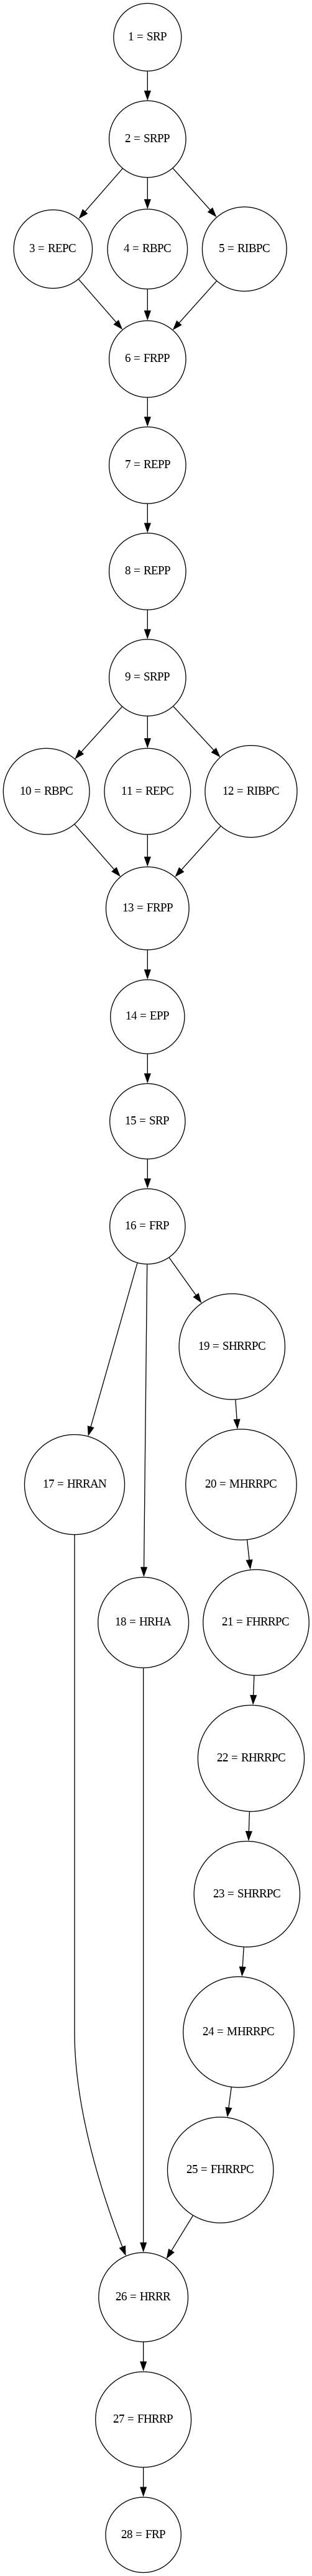 1 = SRP
2 = SRPP
3 = REPC
4 = RBPC
5 = RIBPC
6 = FRPP
7 = REPP
8 = REPP
9 = SRPP
10 = RBPC
11 = REPC
12 = RIBPC
13 = FRPP
14 = EPP
15 = SRP
16 = FRP
19 = SHRRPC
17 = HRRAN
20 = MHRRPC
18 = HRHA
21 = FHRRPC
22 = RHRRPC
23 = SHRRPC
24 = MHRRPC
25 = FHRRPC
26 = HRRR
27 = FHRRP
28 = FRP